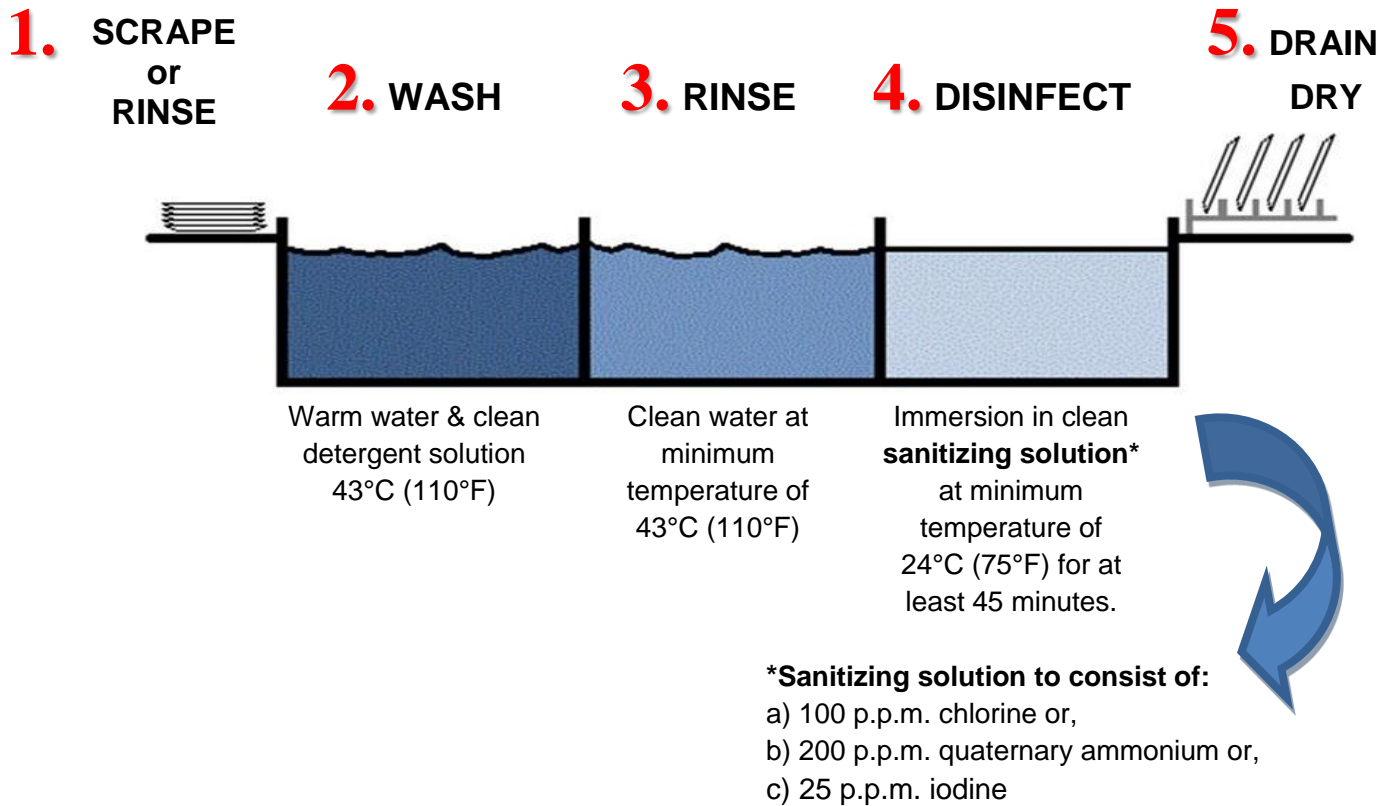 1. SCRAPE
or
RINSE
2. WASH
3. RINSE
4. DISINFECT
5. DRAIN
DRY
Warm water & clean
detergent solution
43°C (110°F)
Clean water at
minimum
temperature of
43°C (110°F)
Immersion in clean
sanitizing solution*
at minimum
temperature of
24°C (75°F) for at
least 45 minutes.
*Sanitizing solution to consist of:
a) 100 p.p.m. chlorine or,
b) 200 p.p.m. quaternary ammonium or,
c) 25 p.p.m. iodine